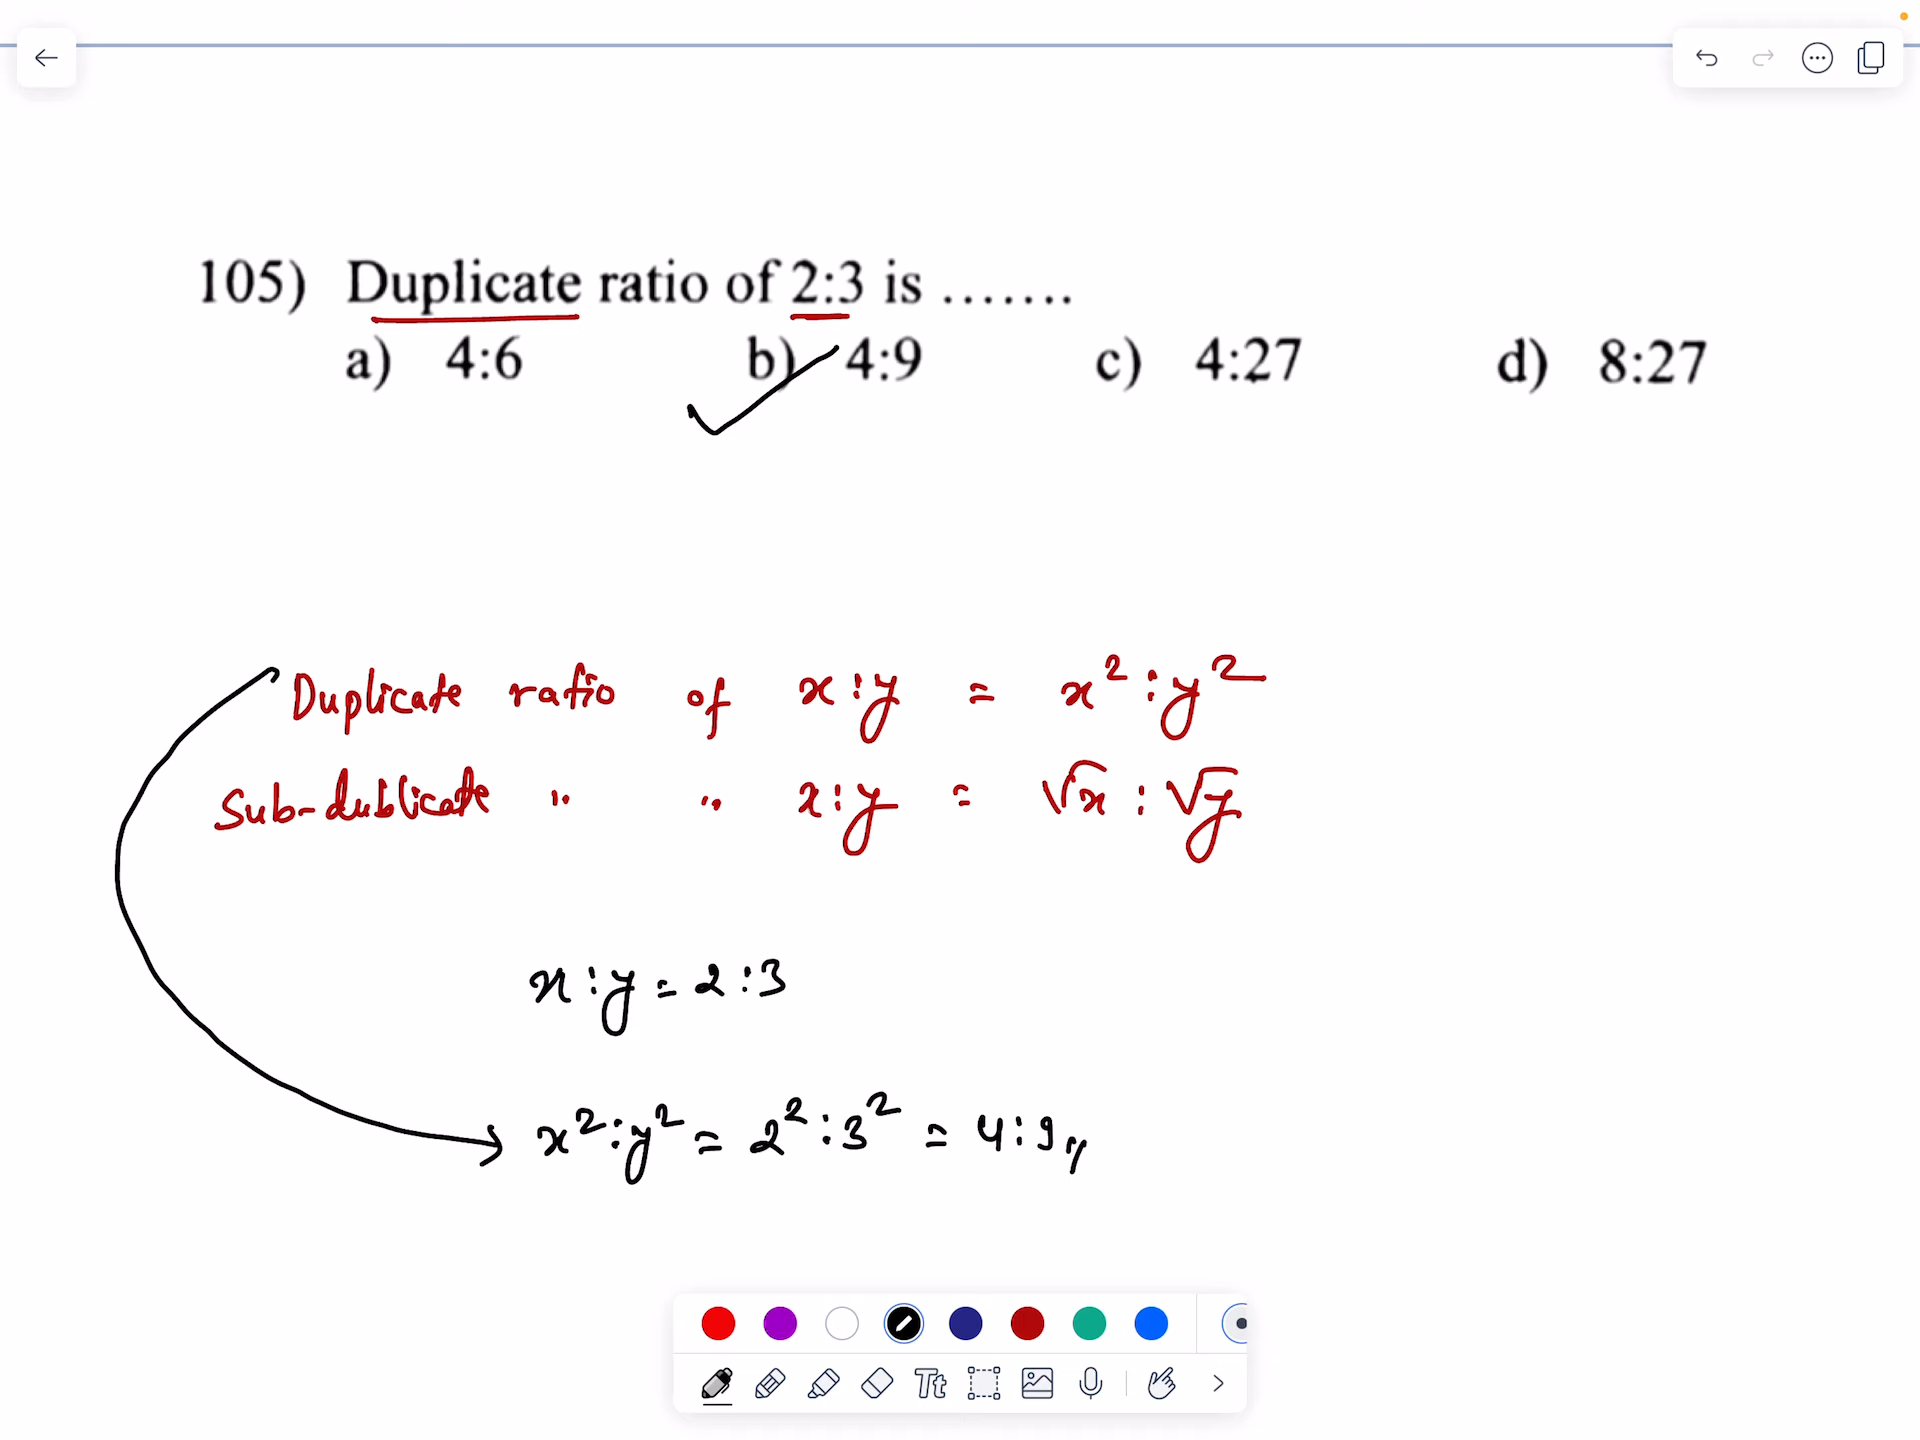 105) Duplicate ratio of 2:3 is .......
a) 4:6 b) 4:9 c) 4:27 d) 8:27
Duplicate ratio of x:y = x²:y²
Sub-dublicate " " x:y = √x : √y
x:y = 2:3
x²:y² = 2²:3² = 4:9,,
Tt